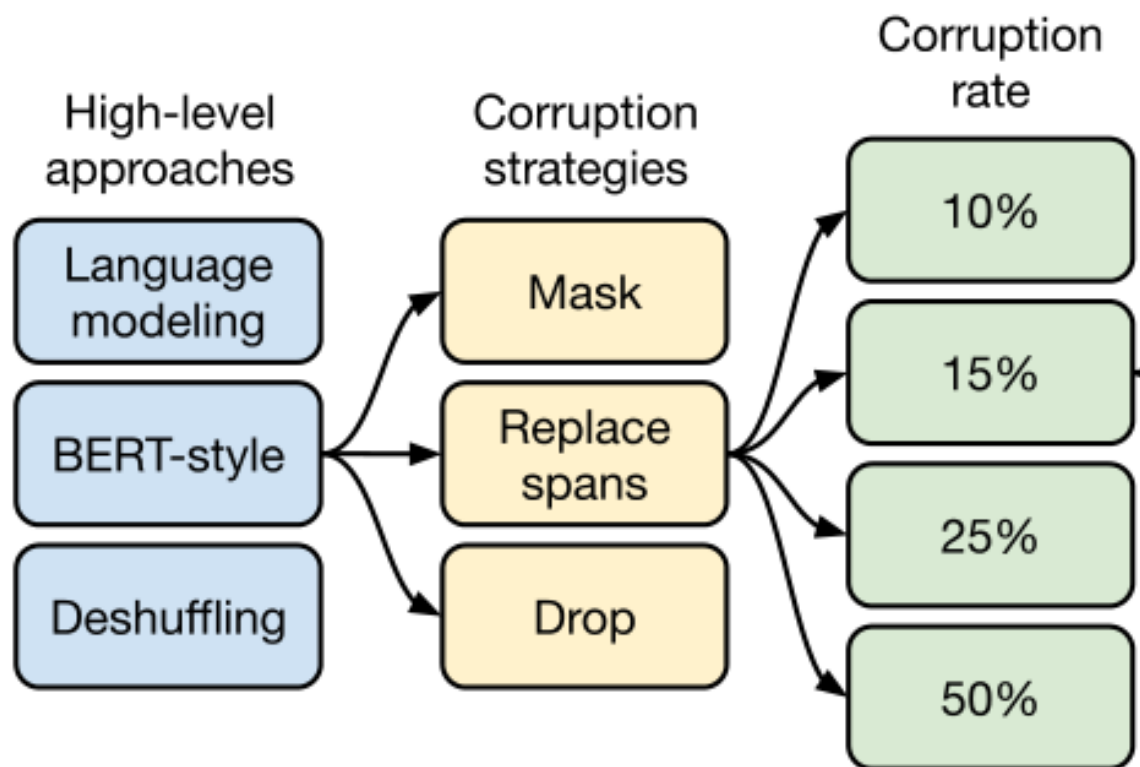 High-level
approaches
Language
modeling
BERT-style
Deshuffling
Corruption
strategies
Mask
Replace
spans
Drop
Corruption
rate
10%
15%
25%
50%